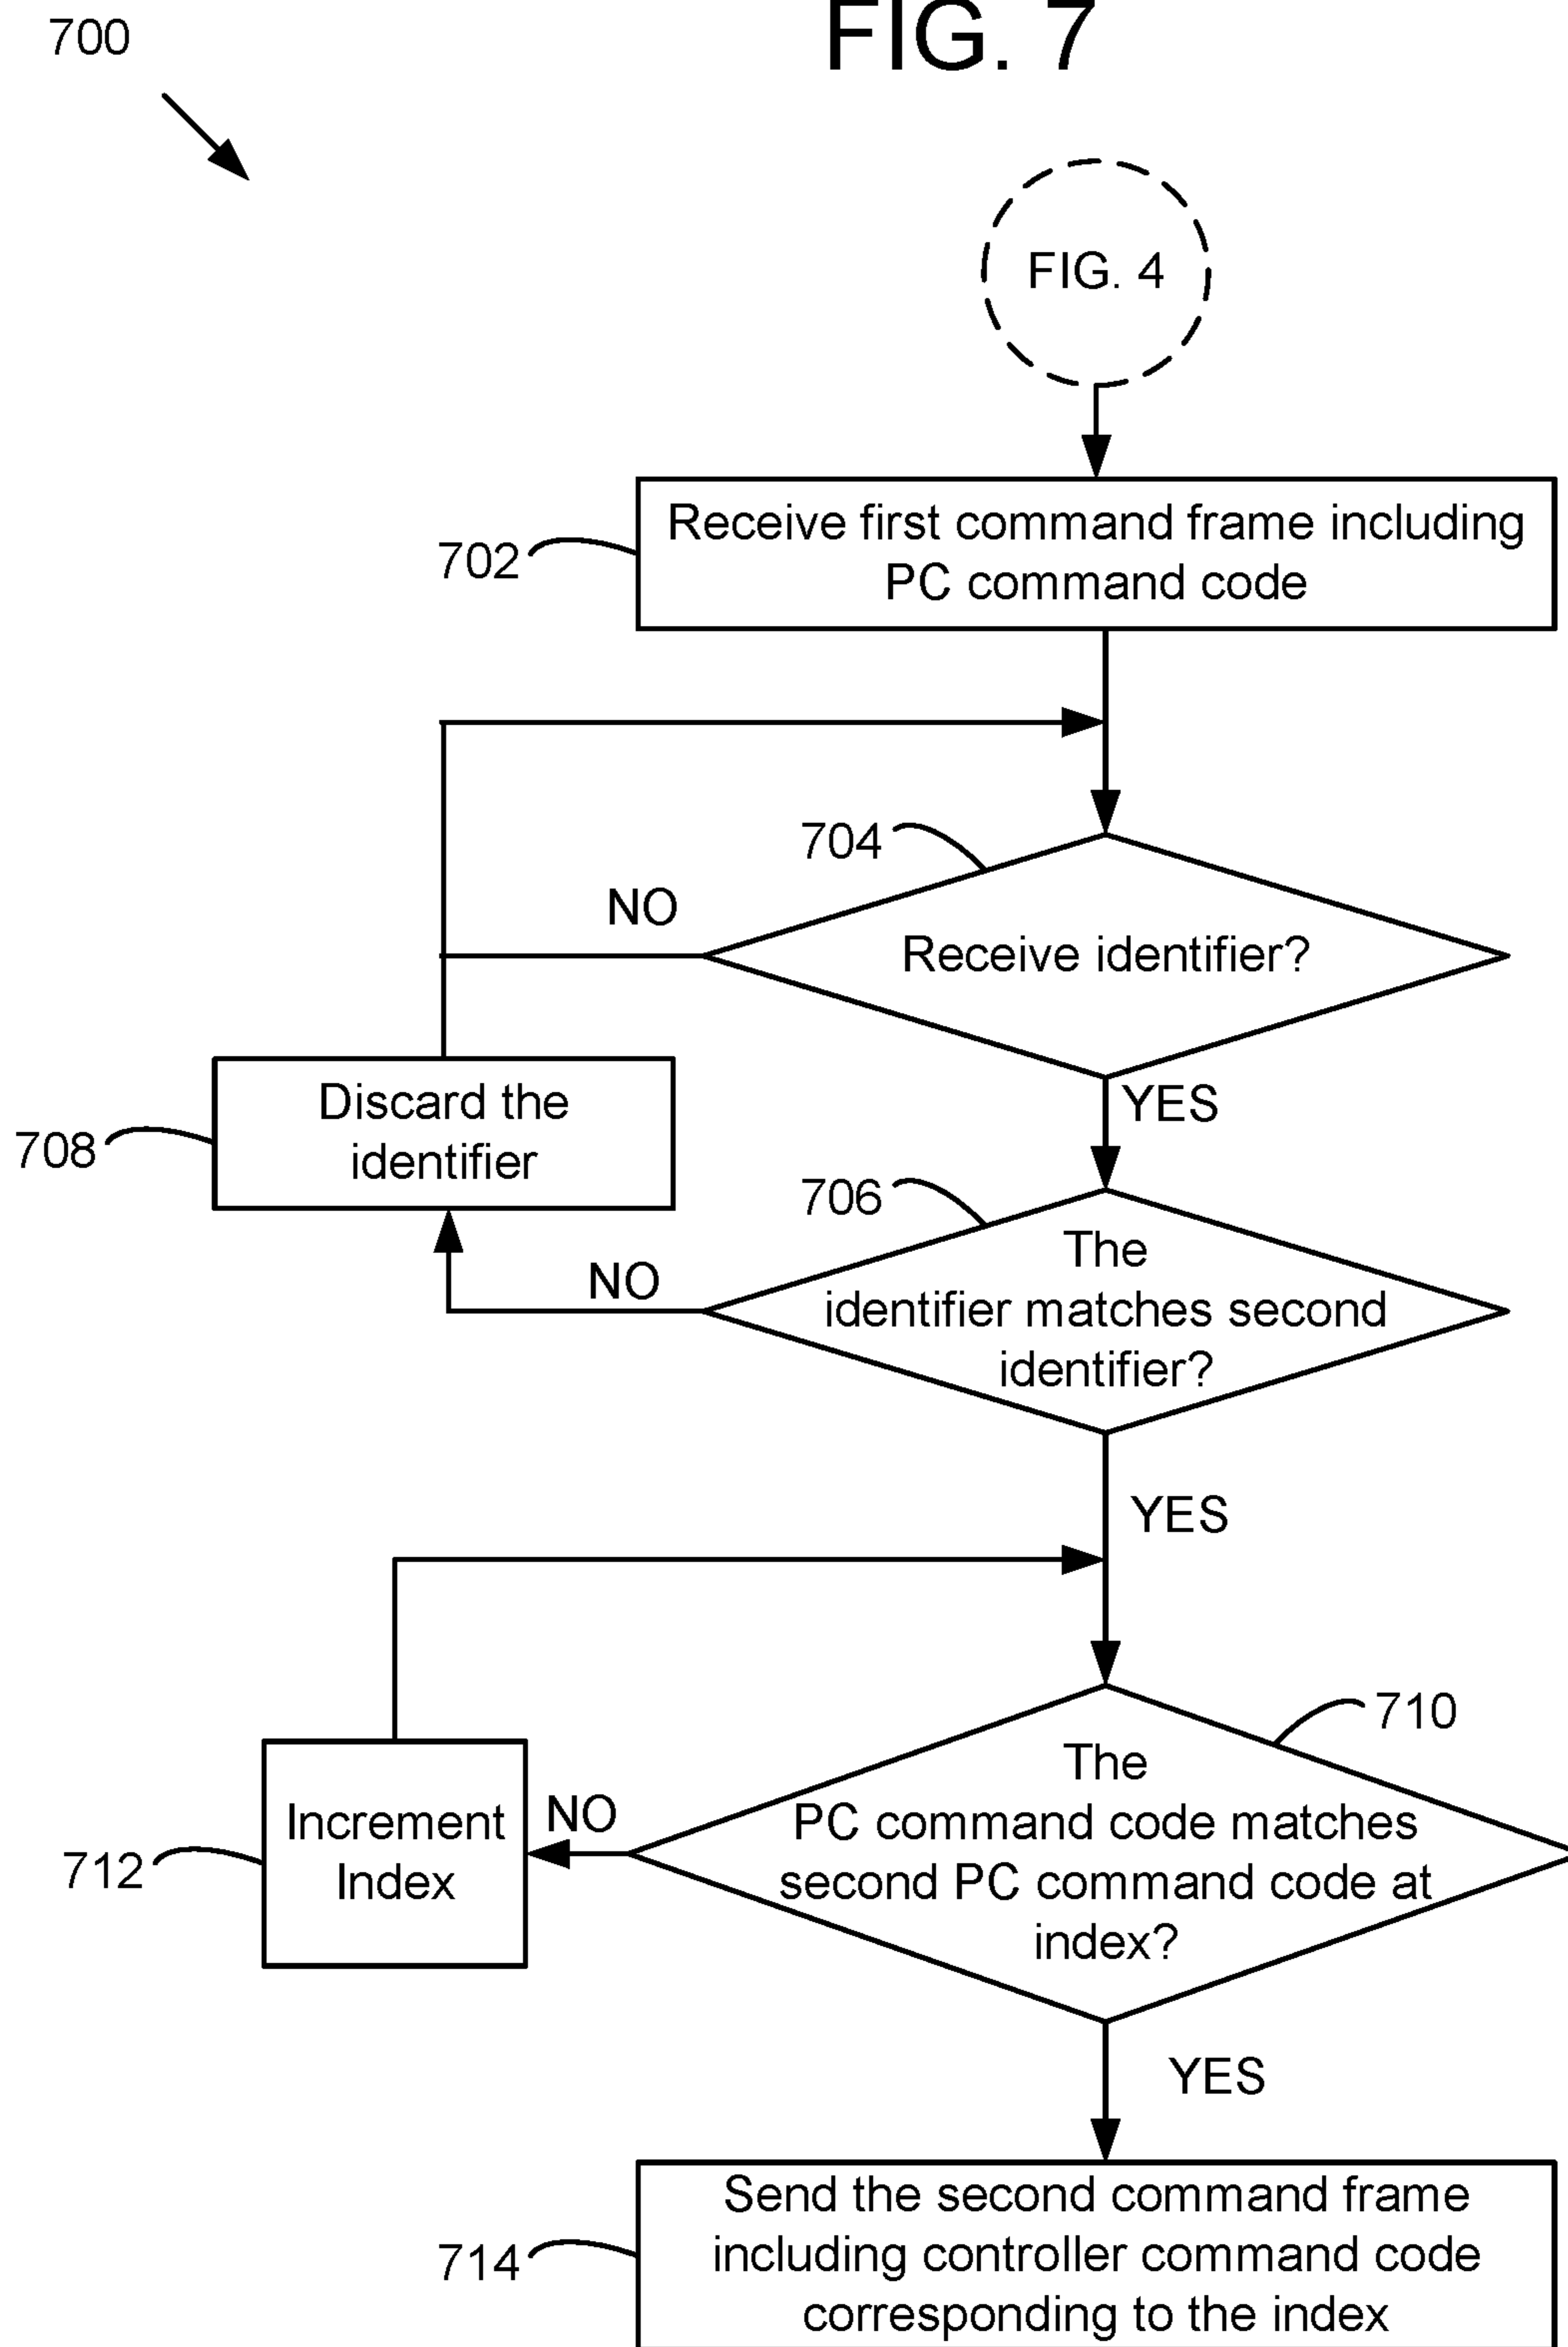 700
FIG. 7
FIG. 4
Receive first command frame including
PC command code
702
704
NO
Receive identifier?
Discard the
identifier
708
YES
706
The
identifier matches second
identifier?
NO
YES
710
The
PC command code matches
second PC command code at
index?
NO
Increment
Index
712
YES
Send the second command frame
including controller command code
corresponding to the index
714